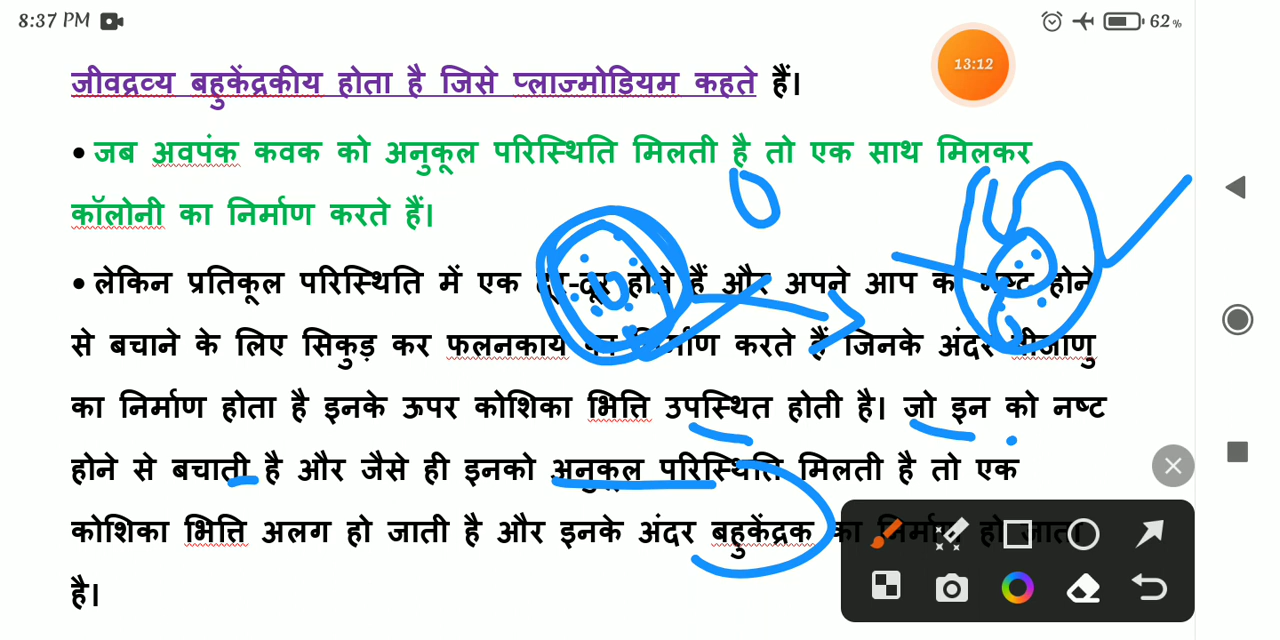 8:37 PM
62%
13:12
जीवद्रव्य बहुकेंद्रकीय होता है जिसे प्लाज्मोडियम कहते हैं।
• जब अवपंक कवक को अनुकूल परिस्थिति मिलती है तो एक साथ मिलकर
कॉलोनी का निर्माण करते हैं।
• लेकिन प्रतिकूल परिस्थिति में एक दूर-दूर होने हैं और अपने आप को नष्ट होने
से बचाने के लिए सिकुड़ कर फलनकाय का निर्माण करते हैं जिनके अंदर बीजाणु
का निर्माण होता है इनके ऊपर कोशिका भित्ति उपस्थित होती है। जो इन को नष्ट
होने से बचाती है और जैसे ही इनको अनुकूल परिस्थिति मिलती है तो एक
कोशिका भित्ति अलग हो जाती है और इनके अंदर बहुकेंद्रक का निर्माण हो जाता
है।